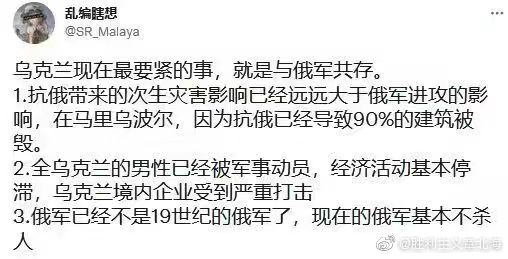 乱编瞎想
@SR_Malaya
乌克兰现在最要紧的事，就是与俄军共存。
1.抗俄带来的次生灾害影响已经远远大于俄军进攻的影
响，在马里乌波尔，因为抗俄已经导致90%的建筑被
毁。
2.全乌克兰的男性已经被军事动员，经济活动基本停
滞，乌克兰境内企业受到严重打击
3.俄军已经不是19世纪的俄军了，现在的俄军基本不杀
人